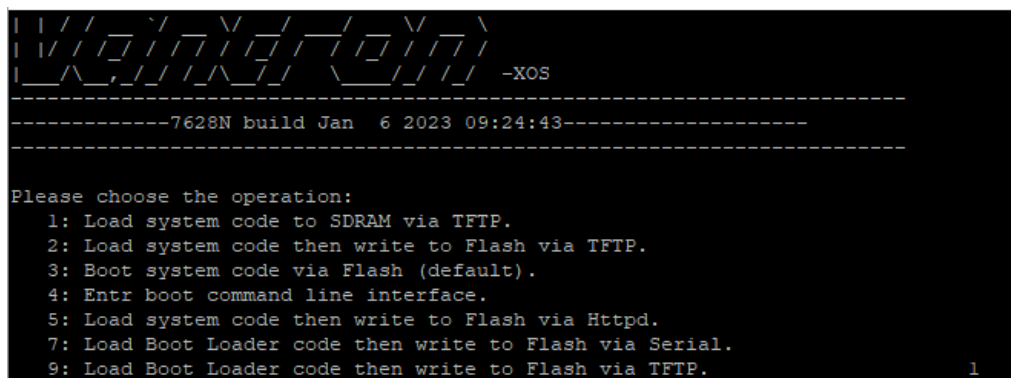 Vantron -XOS
-------------------------------------------------------------------------
-------------7628N build Jan  6 2023 09:24:43--------------------
-------------------------------------------------------------------------
Please choose the operation:
   1: Load system code to SDRAM via TFTP.
   2: Load system code then write to Flash via TFTP.
   3: Boot system code via Flash (default).
   4: Entr boot command line interface.
   5: Load system code then write to Flash via Httpd.
   7: Load Boot Loader code then write to Flash via Serial.
   9: Load Boot Loader code then write to Flash via TFTP.                     1